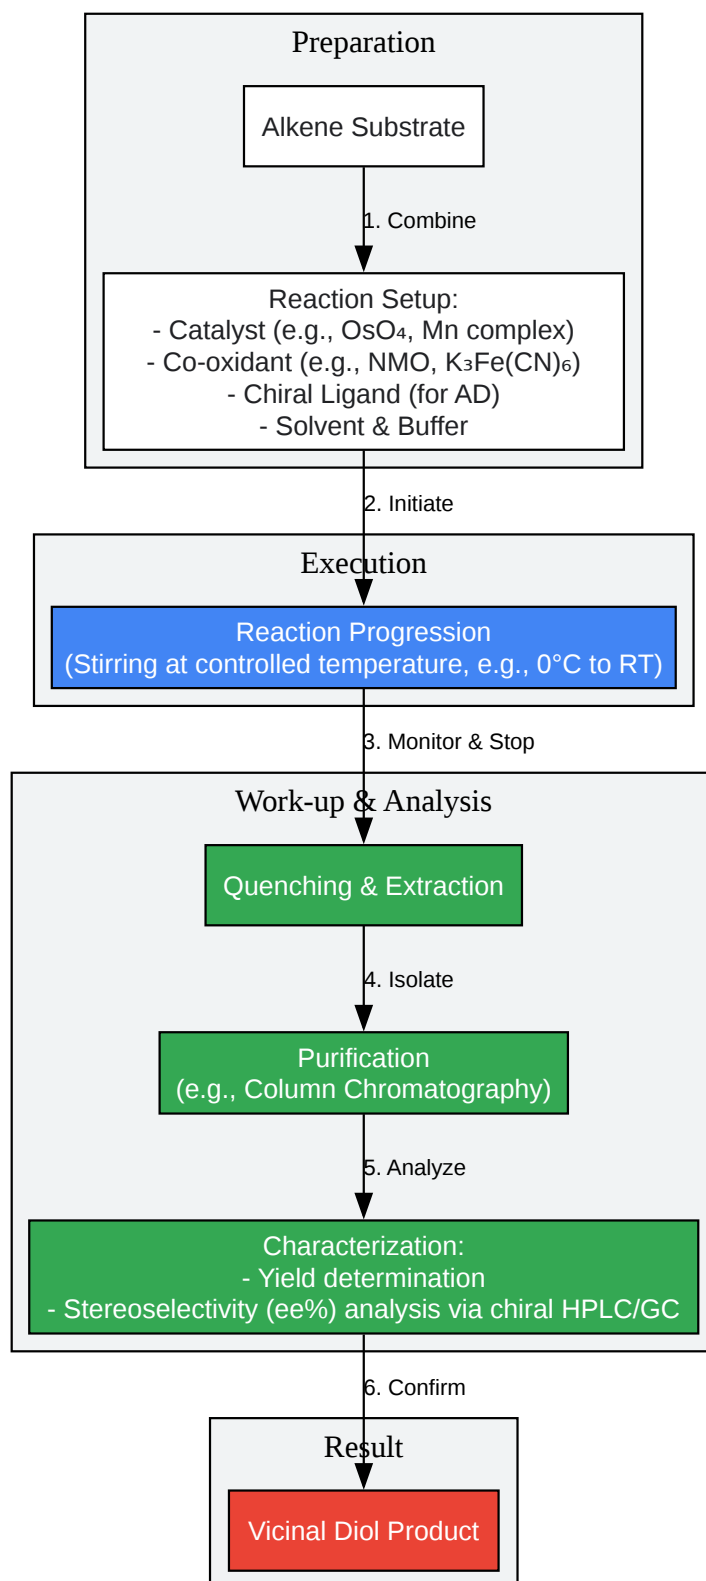 Preparation
Alkene Substrate
1. Combine
Reaction Setup:
- Catalyst (e.g., OsO₄, Mn complex)
- Co-oxidant (e.g., NMO, K₃Fe(CN)₆)
- Chiral Ligand (for AD)
- Solvent & Buffer
2. Initiate
Execution
Reaction Progression
(Stirring at controlled temperature, e.g., 0°C to RT)
3. Monitor & Stop
Work-up & Analysis
Quenching & Extraction
4. Isolate
Purification
(e.g., Column Chromatography)
5. Analyze
Characterization:
- Yield determination
- Stereoselectivity (ee%) analysis via chiral HPLC/GC
6. Confirm
Result
Vicinal Diol Product